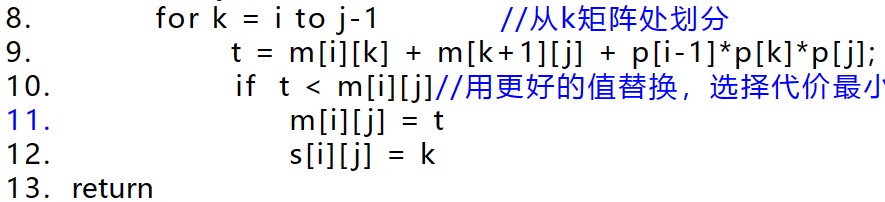 8. for k = i to j-1 //从k矩阵处划分
9. t = m[i][k] + m[k+1][j] + p[i-1]*p[k]*p[j];
10. if t < m[i][j]//用更好的值替换，选择代价最小
11. m[i][j] = t
12. s[i][j] = k
13. return